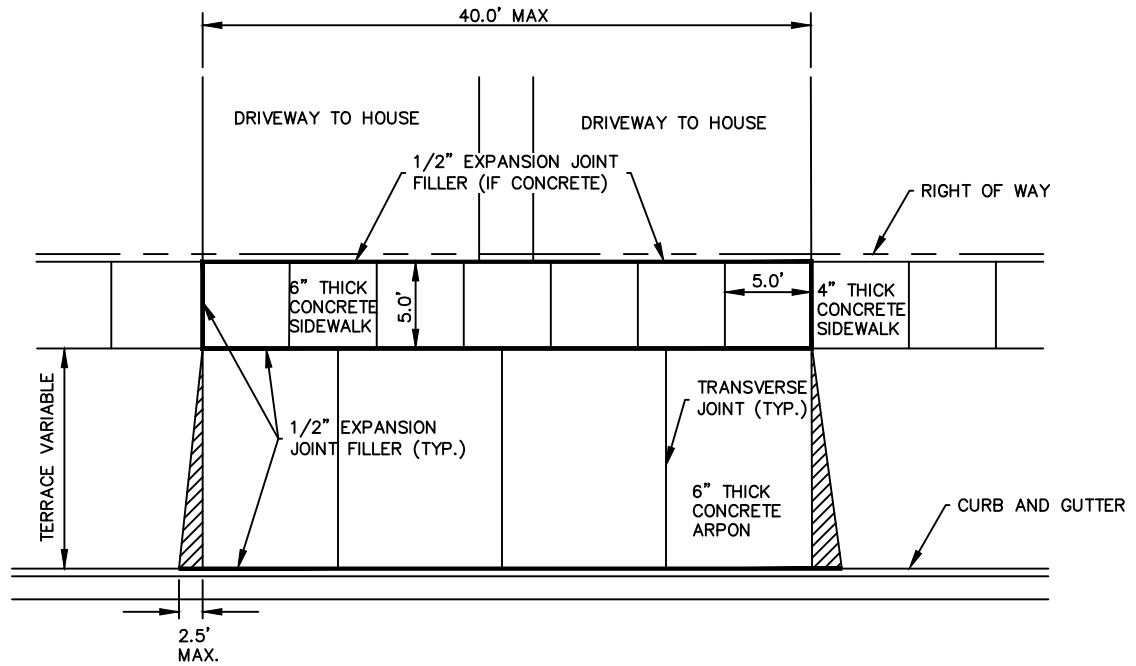 40.0' MAX
DRIVEWAY TO HOUSE
DRIVEWAY TO HOUSE
1/2" EXPANSION JOINT
FILLER (IF CONCRETE)
RIGHT OF WAY
6" THICK
CONCRETE
SIDEWALK
5.0'
5.0'
4" THICK
CONCRETE
SIDEWALK
TERRACE VARIABLE
1/2" EXPANSION
JOINT FILLER (TYP.)
TRANSVERSE
JOINT (TYP.)
6" THICK
CONCRETE
ARPON
CURB AND GUTTER
2.5'
MAX.